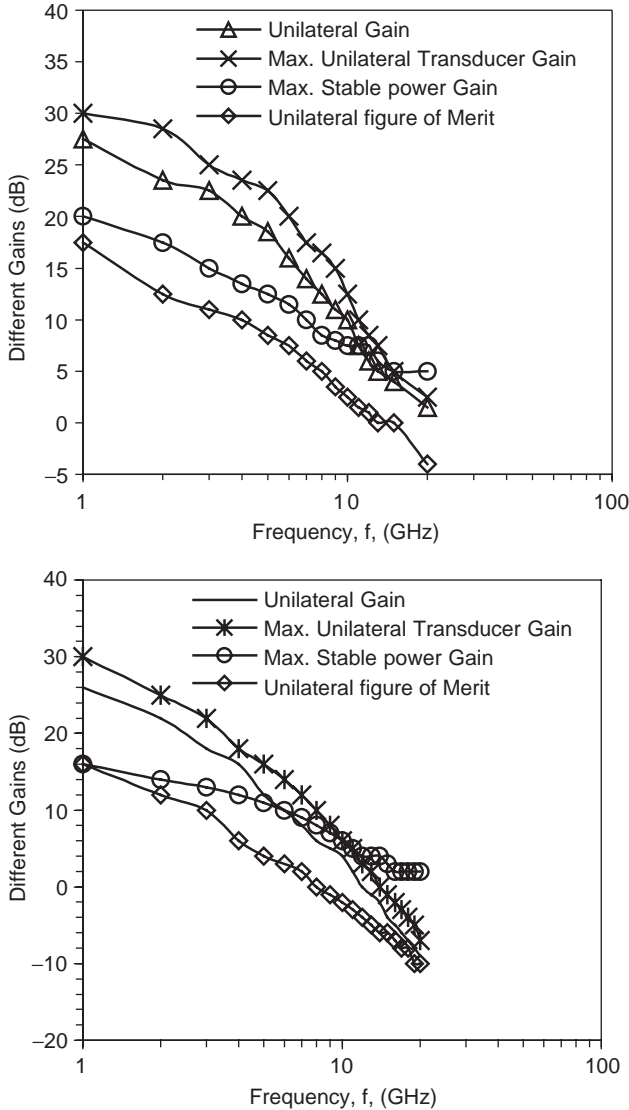 40
35
30
25
20
15
10
5
0
–5
Different Gains (dB)
Unilateral Gain
Max. Unilateral Transducer Gain
Max. Stable power Gain
Unilateral figure of Merit
1 10 100
Frequency, f, (GHz)
40
30
20
10
0
–10
–20
Different Gains (dB)
Unilateral Gain
Max. Unilateral Transducer Gain
Max. Stable power Gain
Unilateral figure of Merit
1 10 100
Frequency, f, (GHz)